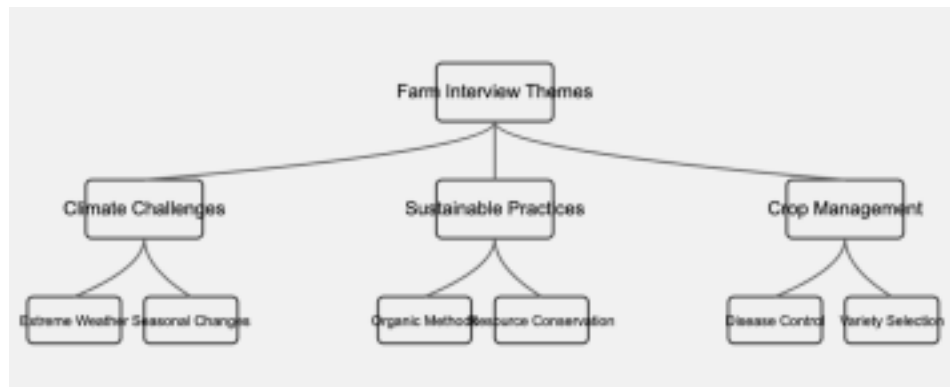 Farm Interview Themes
Climate Challenges
Sustainable Practices
Crop Management
Extreme Weather
Seasonal Changes
Organic Methods
Resource Conservation
Disease Control
Variety Selection